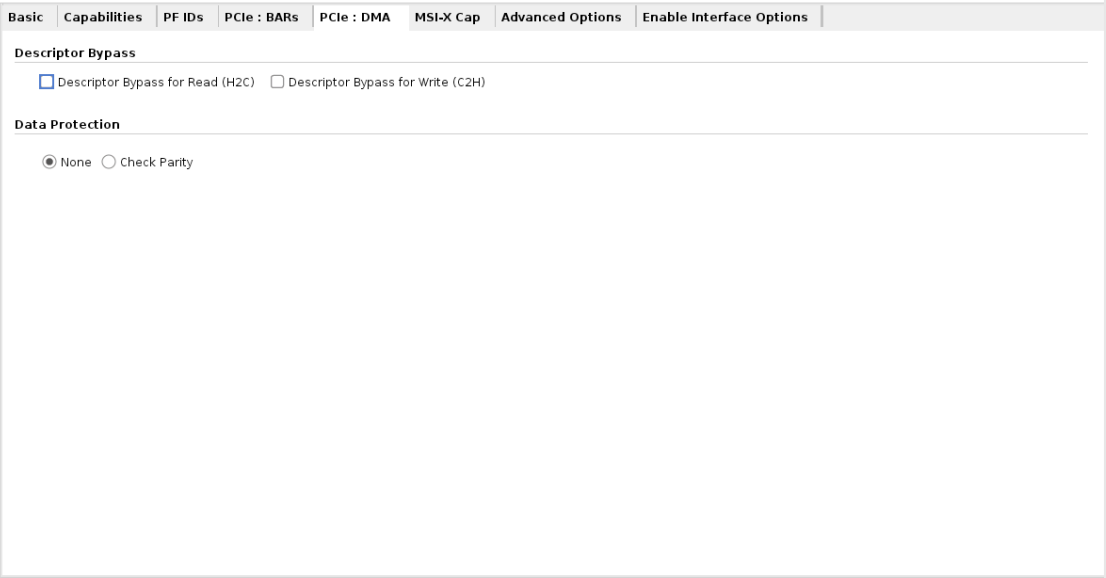 Basic Capabilities PF IDs PCIe : BARs PCIe : DMA MSI-X Cap Advanced Options Enable Interface Options
Descriptor Bypass
Descriptor Bypass for Read (H2C) Descriptor Bypass for Write (C2H)
Data Protection
None Check Parity